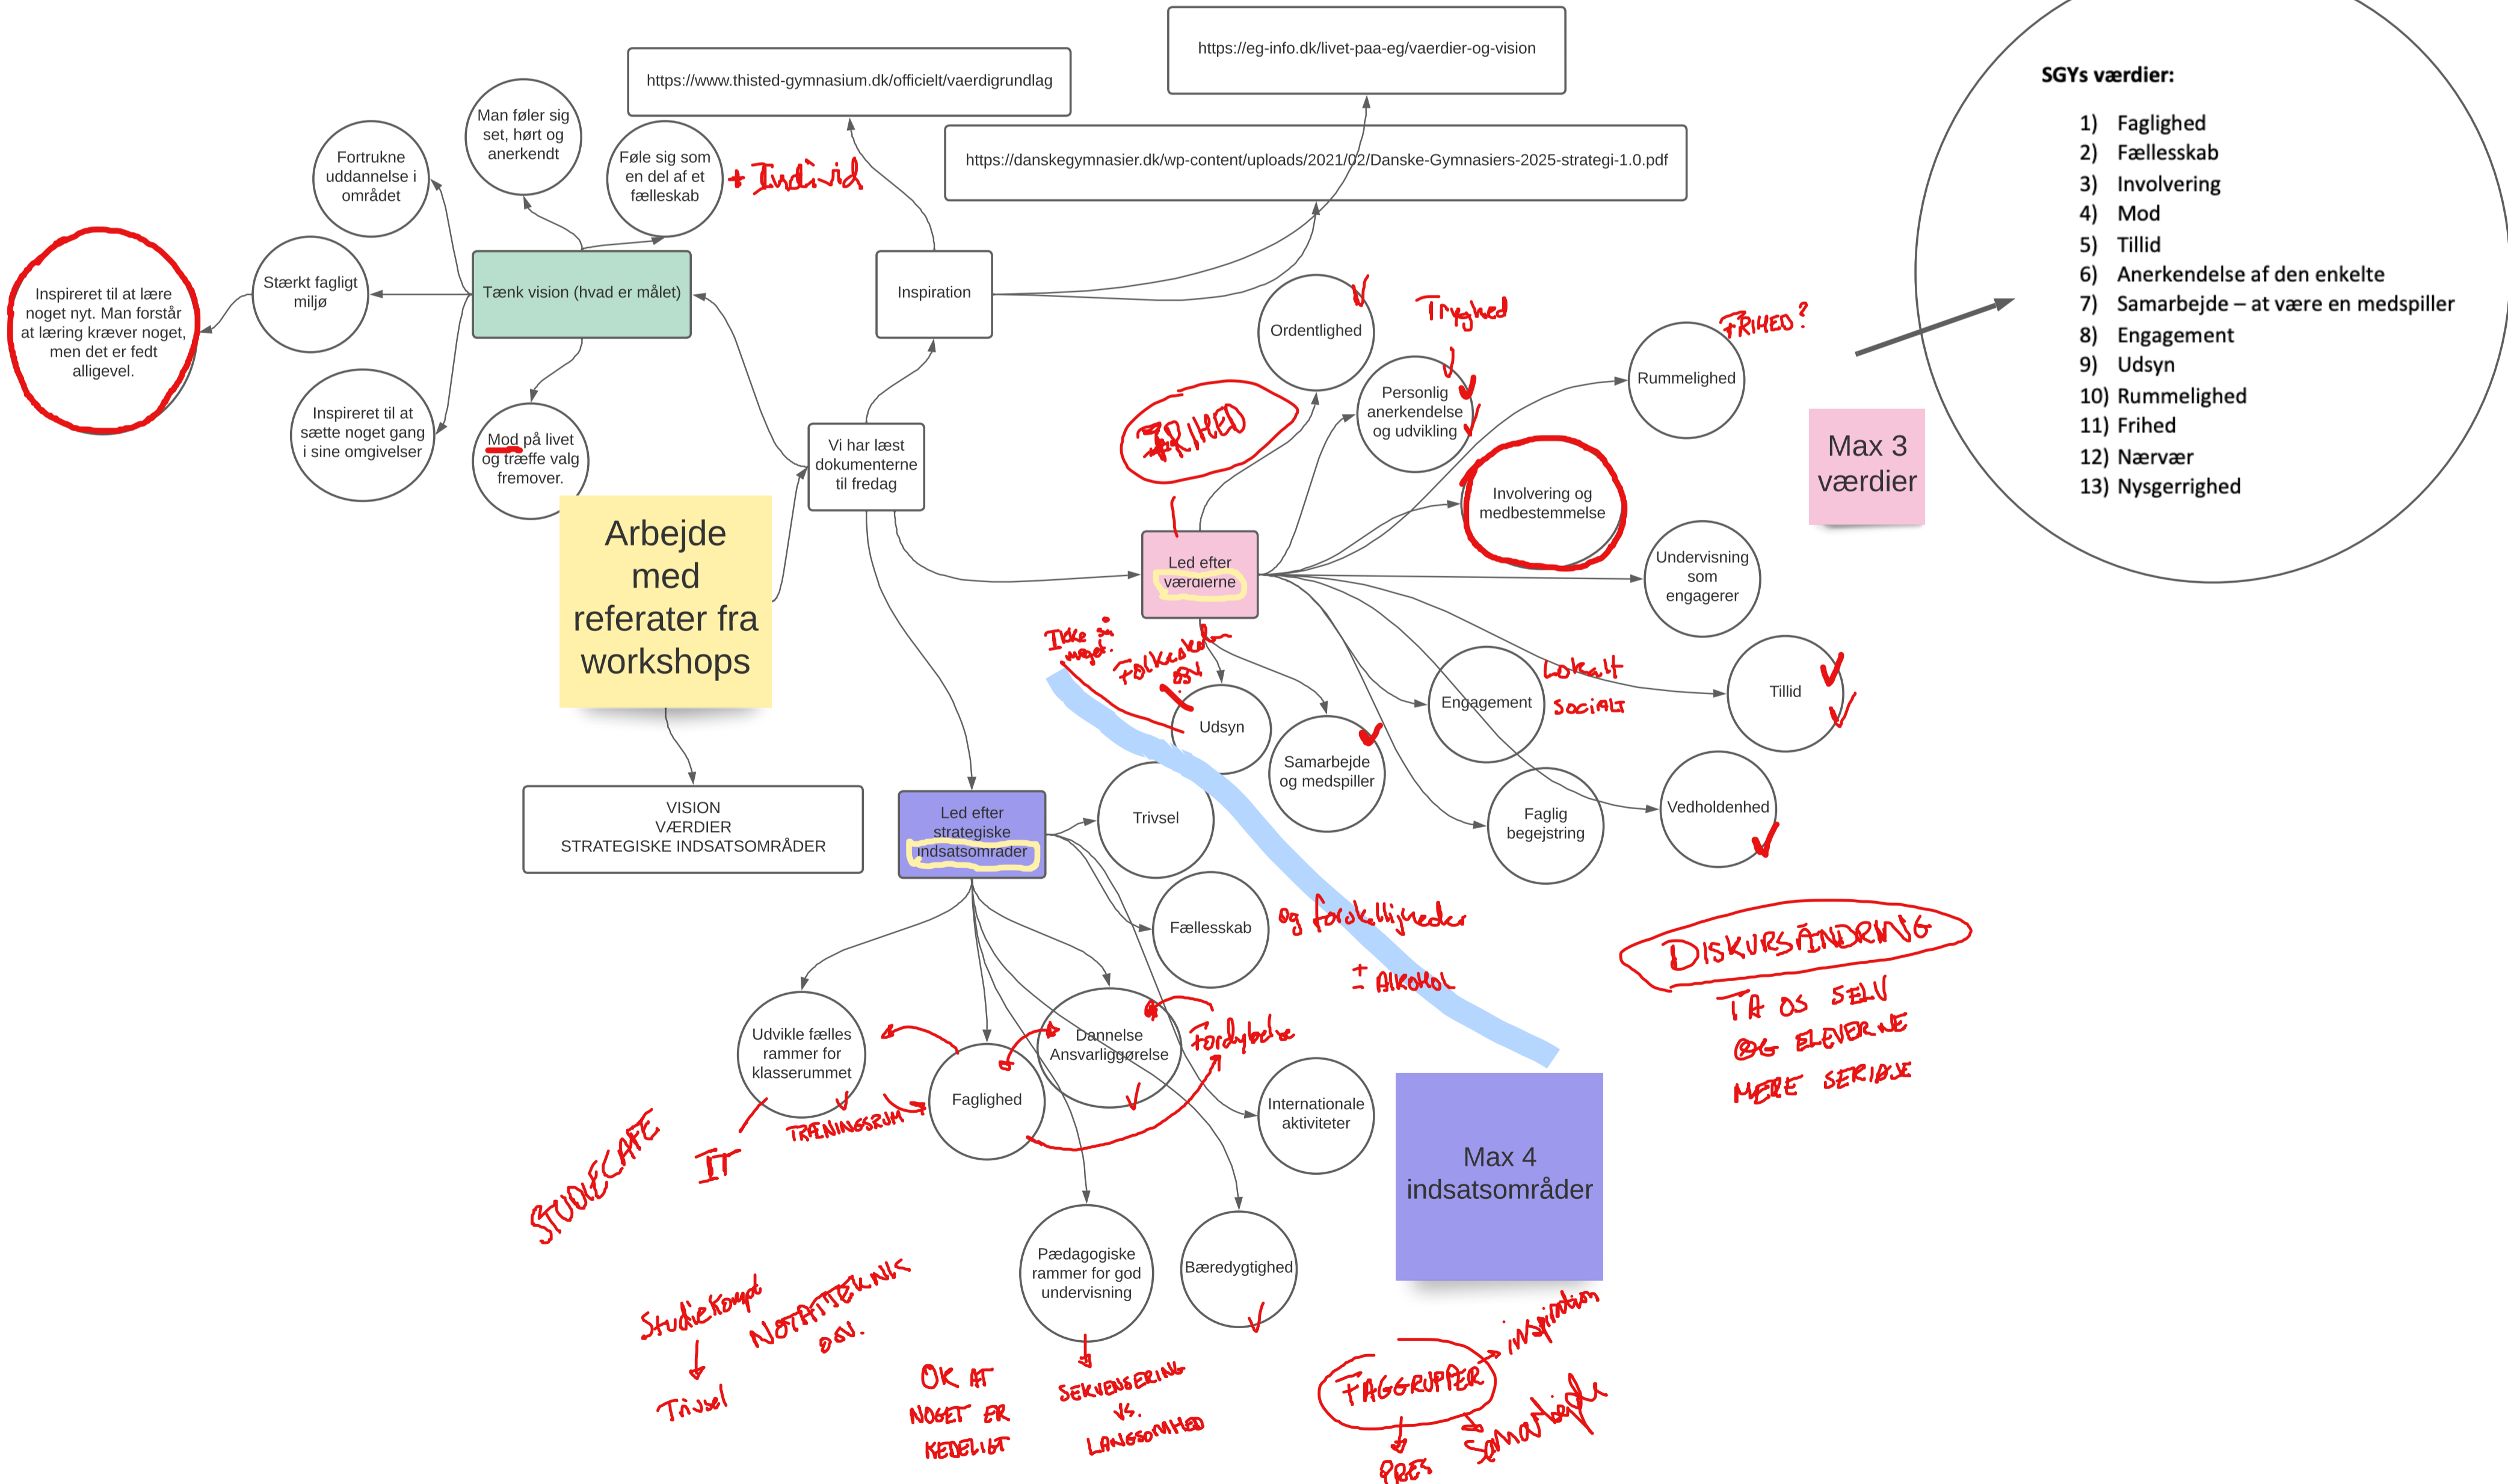 https://eg-info.dk/livet-paa-eg/vaerdier-og-vision
https://www.thisted-gymnasium.dk/officielt/vaerdigrundlag
https://danskegymnasier.dk/wp-content/uploads/2021/02/Danske-Gymnasiers-2025-strategi-1.0.pdf
SGYs værdier:
1) Faglighed
2) Fællesskab
3) Involvering
4) Mod
5) Tillid
6) Anerkendelse af den enkelte
7) Samarbejde – at være en medspiller
8) Engagement
9) Udsyn
10) Rummelighed
11) Frihed
12) Nærvær
13) Nysgerrighed
Man føler sig
set, hørt og
anerkendt
Fortrukne
uddannelse i
området
Føle sig som
en del af et
fælleskab
+ Individ
Inspireret til at lære
noget nyt. Man forstår
at læring kræver noget,
men det er fedt
alligevel.
Stærkt fagligt
miljø
Tænk vision (hvad er målet)
Inspiration
Inspireret til at
sætte noget gang
i sine omgivelser
Mod på livet
og træffe valg
fremover.
Vi har læst
dokumenterne
til fredag
Ordentlighed
Tryghed
Personlig
anerkendelse
og udvikling
FRIHED?
Rummelighed
FRIHED
Involvering og
medbestemmelse
Max 3
værdier
Arbejde
med
referater fra
workshops
Led efter
værdierne
Undervisning
som
engagerer
Ikke så
meget.
Folkeskolen
osv.
Udsyn
Samarbejde
og medspiller
Engagement
Lokalt
SOCIALT
Tillid
Faglig
begejstring
Vedholdenhed
VISION
VÆRDIER
STRATEGISKE INDSATSOMRÅDER
Led efter
strategiske
indsatsområder
Trivsel
Fællesskab
og forskelligheder
+
- ALKOHOL
DISKURSÆNDRING
TA OS SELV
OG ELEVERNE
MERE SERIØSE
Udvikle fælles
rammer for
klasserummet
Faglighed
Dannelse
Ansvarliggørelse
Fordybelse
Internationale
aktiviteter
TRÆNINGSRUM
IT
STUDIECAFE
Max 4
indsatsområder
Pædagogiske
rammer for god
undervisning
Bæredygtighed
Studiekomp
Trivsel
NOTATTEKNIK
OSV.
OK AT
NOGET ER
KEDELIGT
SEKVENSERING
VS.
LANGSOMHED
FAGGRUPPER
inspiration
Samarbejde
PRES